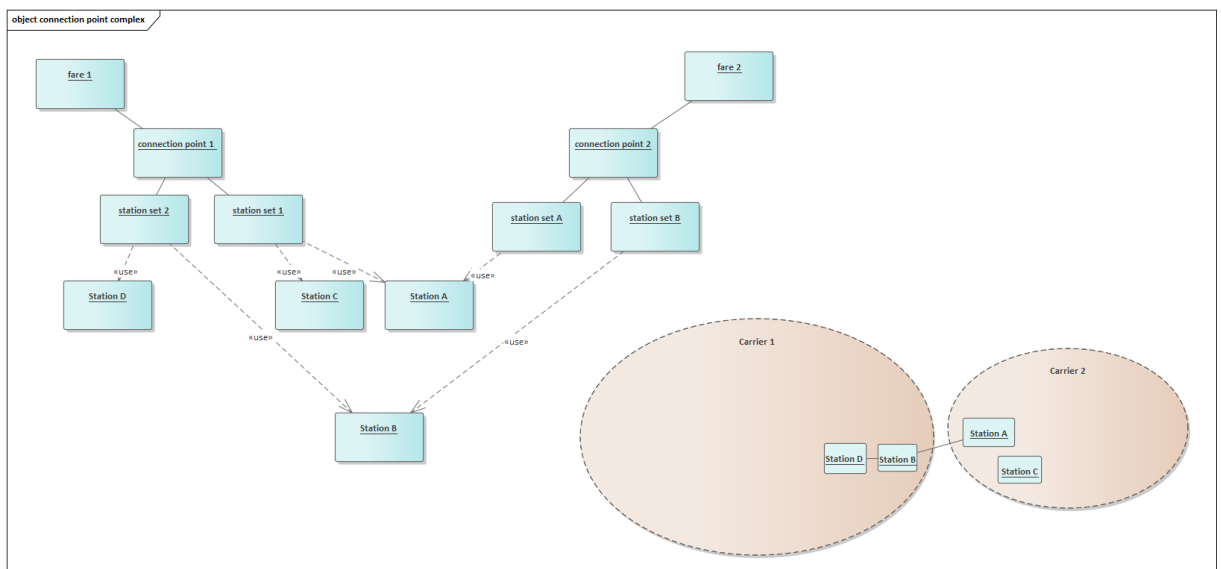 object connection point complex
fare 1
fare 2
connection point 1
connection point 2
station set 2
station set 1
station set A
station set B
«use»
«use»
«use»
«use»
Station D
Station C
Station A
«use»
«use»
Station B
Carrier 1
Carrier 2
Station D
Station B
Station A
Station C